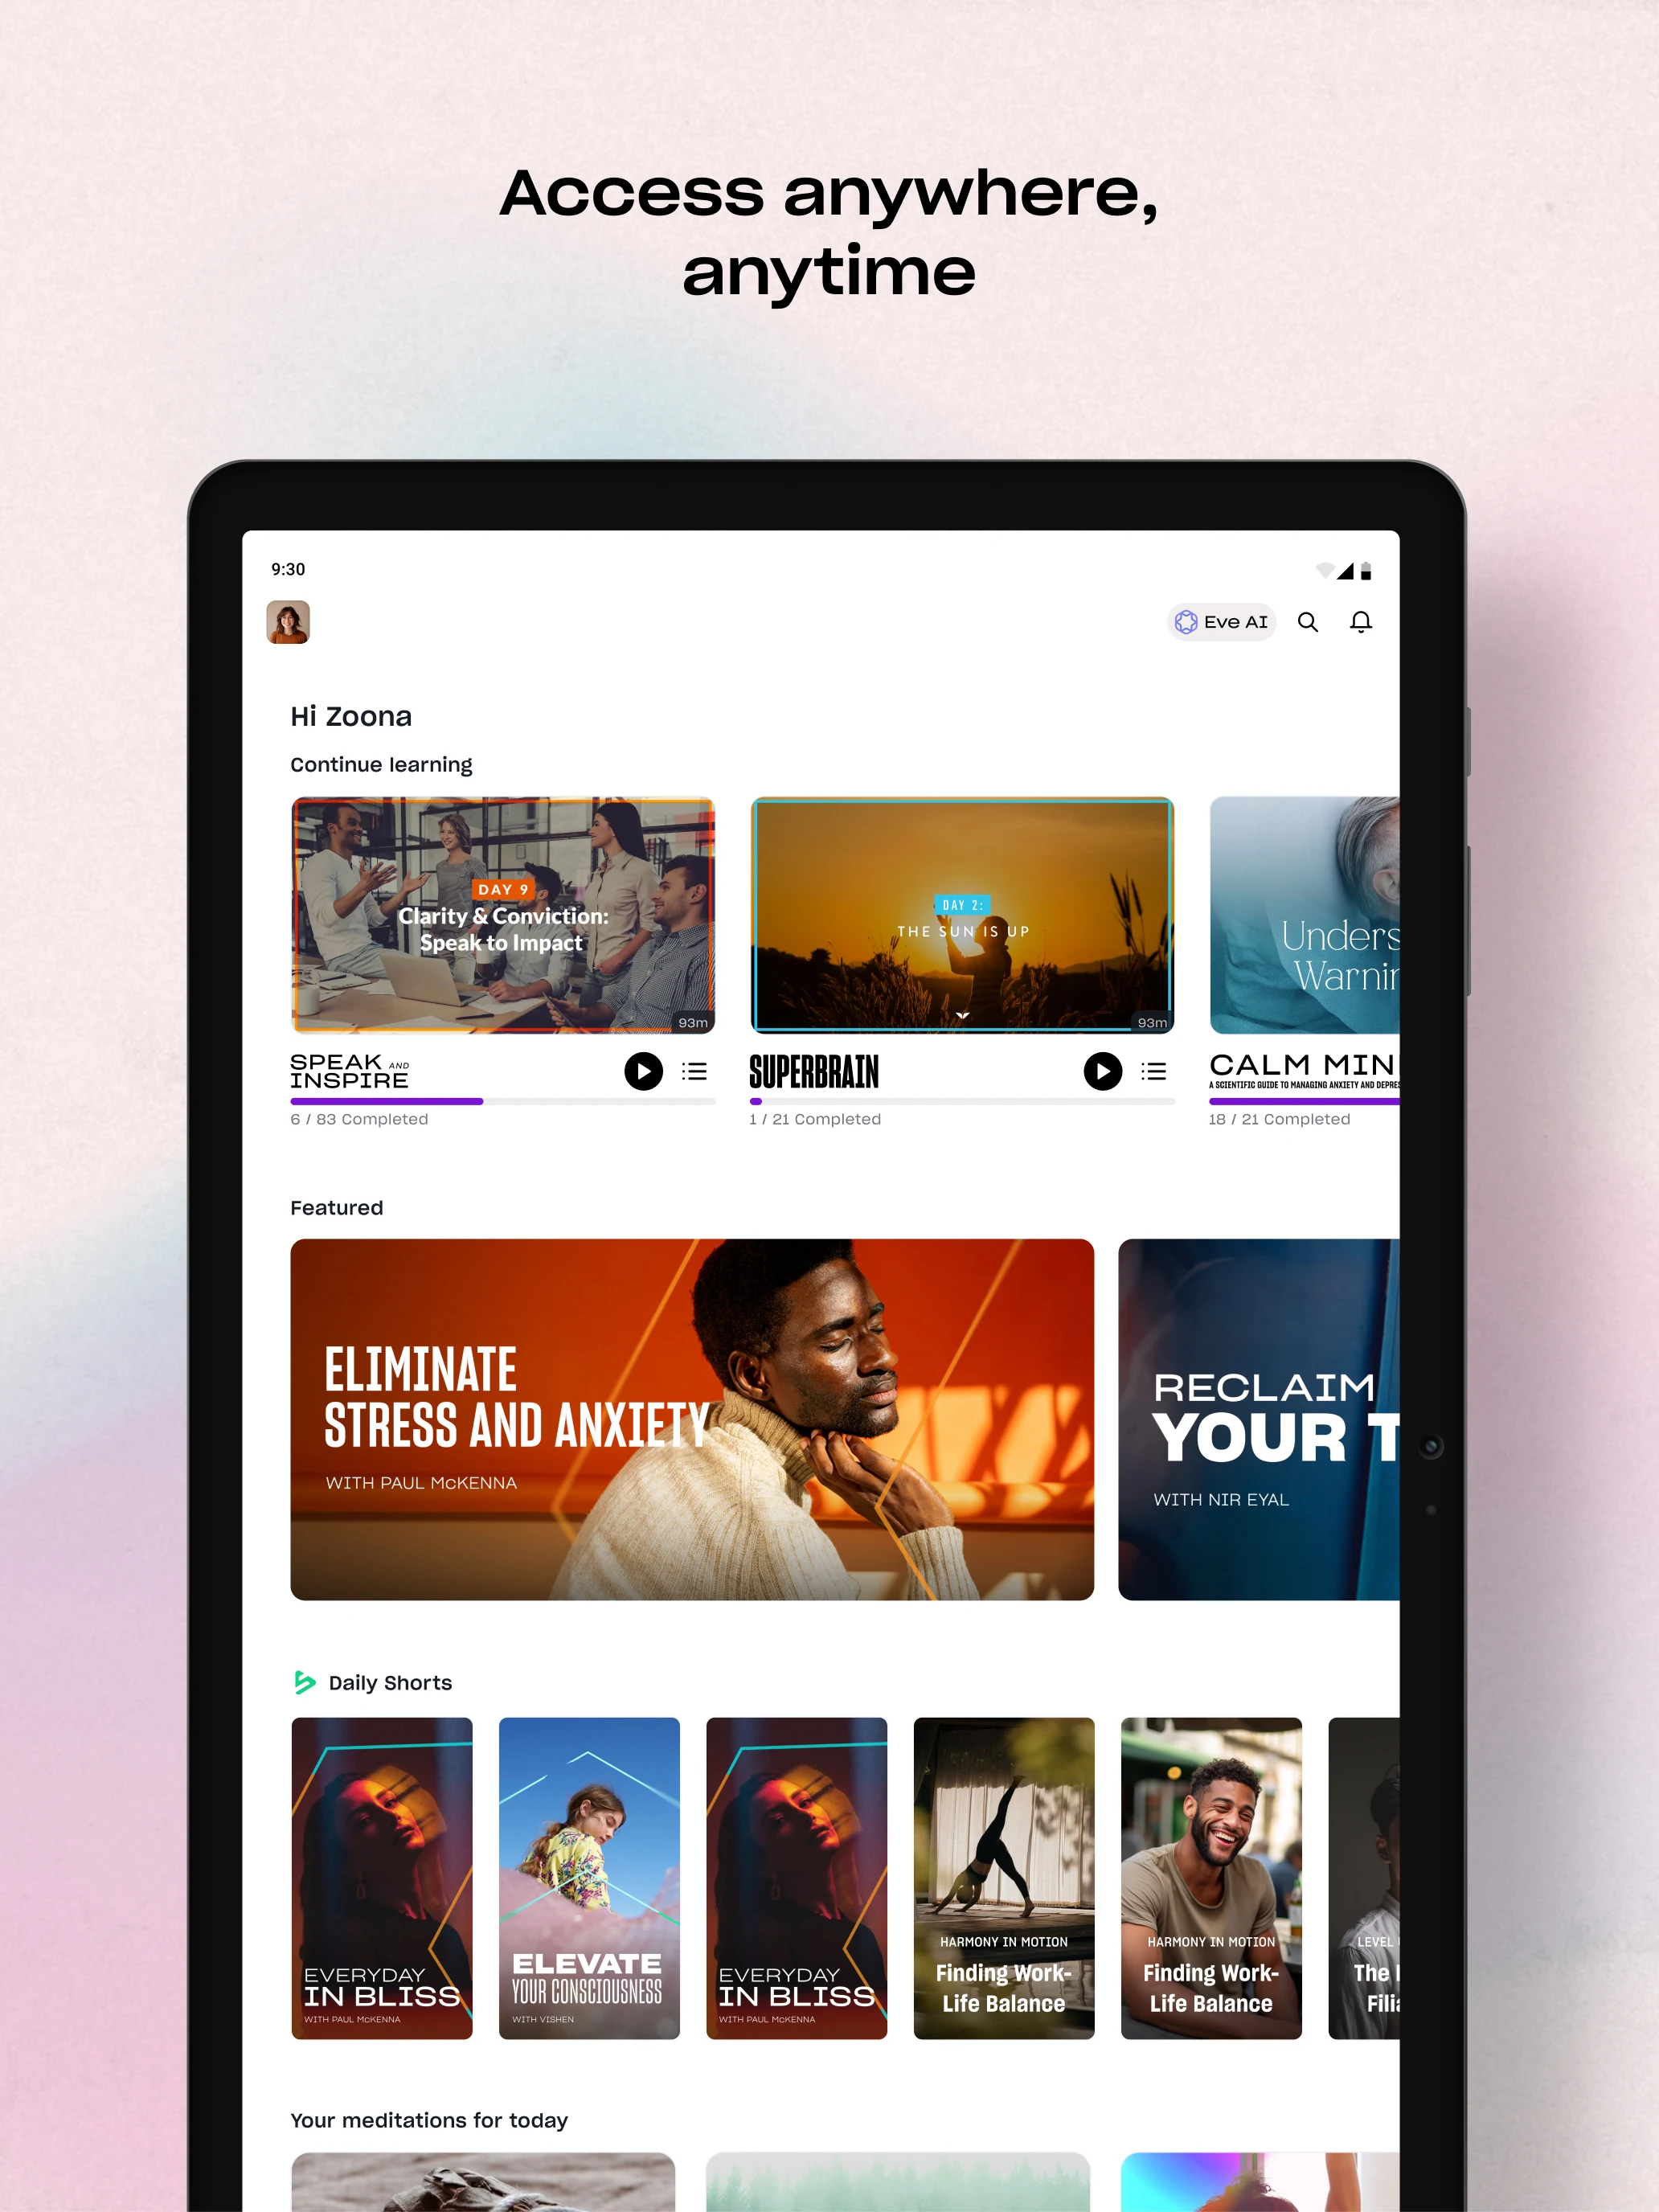 Access anywhere,
anytime
9:30
Eve AI
Hi Zoona
Continue learning
DAY 9
Clarity & Conviction:
Speak to Impact
93m
DAY 2:
THE SUN IS UP
93m
Unders
Warnin
SPEAK AND
INSPIRE
SUPERBRAIN
CALM MIN
A SCIENTIFIC GUIDE TO MANAGING ANXIETY AND DEPRES
6 / 83 Completed
1 / 21 Completed
18 / 21 Completed
Featured
ELIMINATE
STRESS AND ANXIETY
WITH PAUL McKENNA
RECLAIM
YOUR T
WITH NIR EYAL
Daily Shorts
EVERYDAY
IN BLISS
WITH PAUL McKENNA
ELEVATE
YOUR CONSCIOUSNESS
WITH VISHEN
EVERYDAY
IN BLISS
WITH PAUL McKENNA
HARMONY IN MOTION
Finding Work-
Life Balance
HARMONY IN MOTION
Finding Work-
Life Balance
LEVEL
The
Filia
Your meditations for today